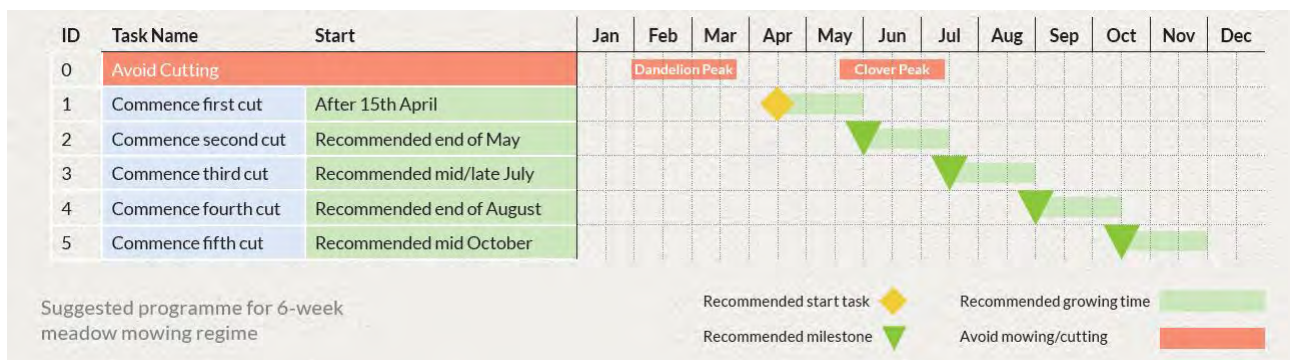 ID Task Name Start Jan Feb Mar Apr May Jun Jul Aug Sep Oct Nov Dec
0 Avoid Cutting Dandelion Peak Clover Peak
1 Commence first cut After 15th April
2 Commence second cut Recommended end of May
3 Commence third cut Recommended mid/late July
4 Commence fourth cut Recommended end of August
5 Commence fifth cut Recommended mid October
Suggested programme for 6-week
meadow mowing regime
Recommended start task Recommended growing time
Recommended milestone Avoid mowing/cutting